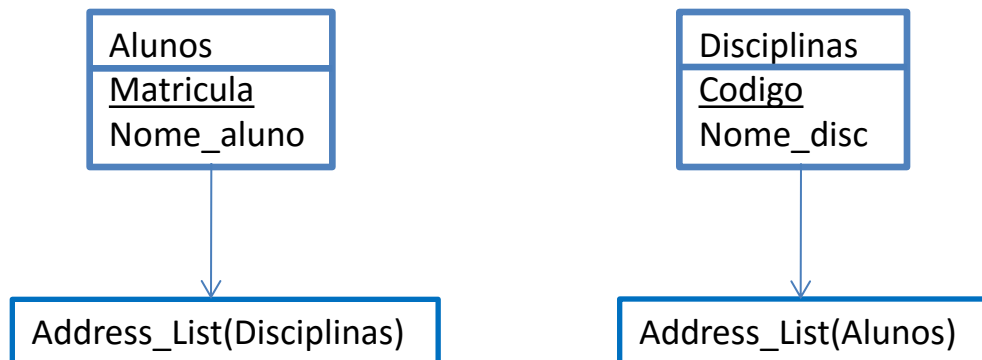 Alunos
Matricula
Nome_aluno
Disciplinas
Codigo
Nome_disc
Address_List(Disciplinas)
Address_List(Alunos)